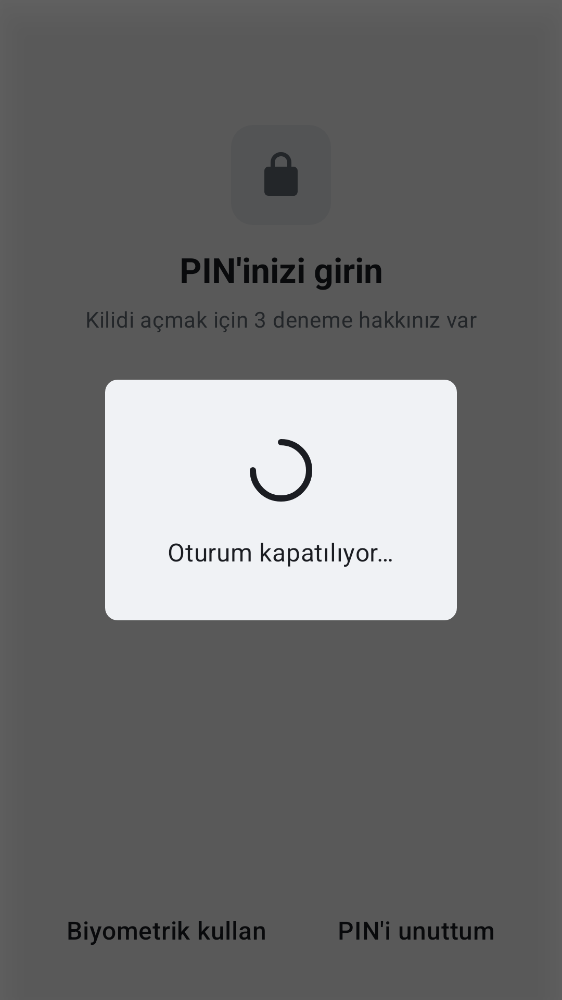 PIN'inizi girin
Kilidi açmak için 3 deneme hakkınız var
Oturum kapatılıyor…
Biyometrik kullan
PIN'i unuttum